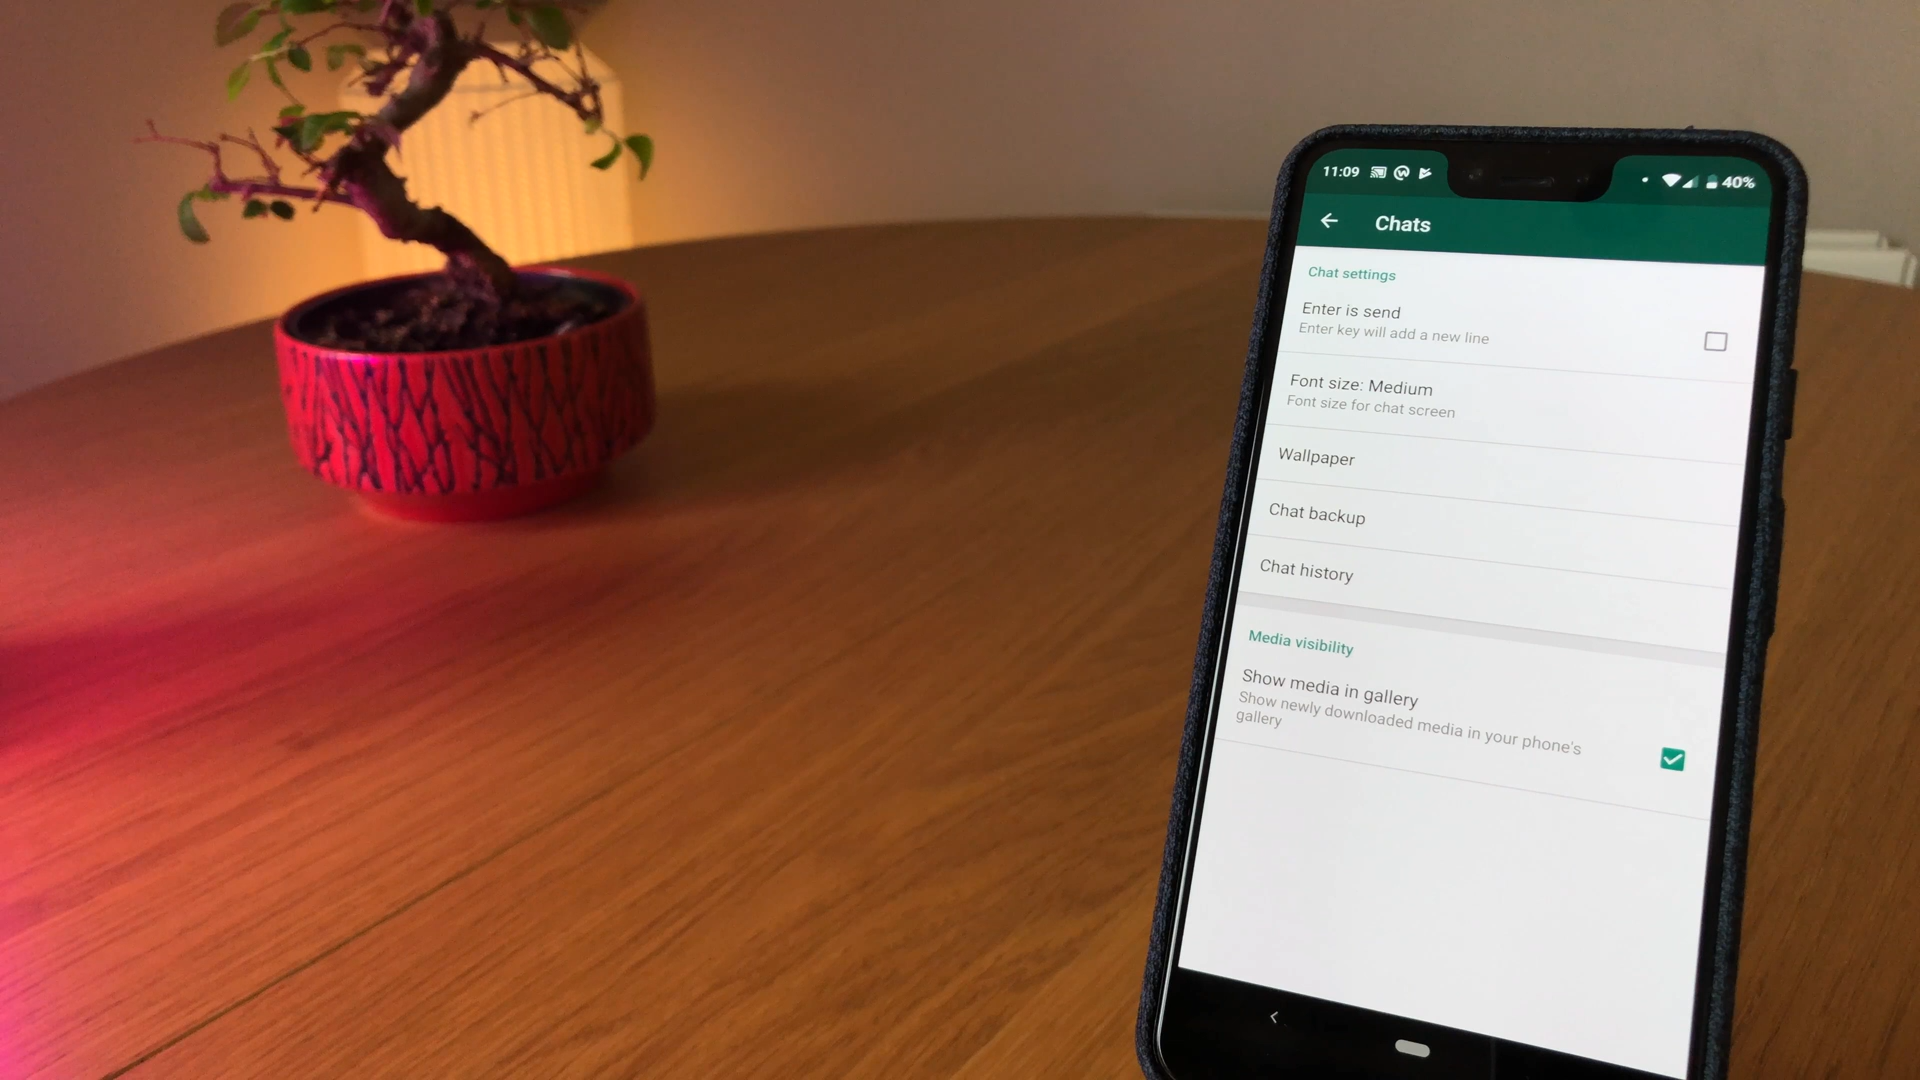 11:09
40%
Chats
Chat settings
Enter is send
Enter key will add a new line
Font size: Medium
Font size for chat screen
Wallpaper
Chat backup
Chat history
Media visibility
Show media in gallery
Show newly downloaded media in your phone's
gallery